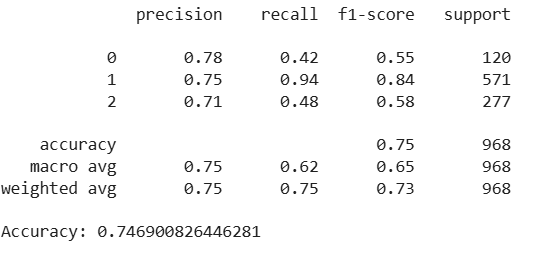 precision recall f1-score support
0 0.78 0.42 0.55 120
1 0.75 0.94 0.84 571
2 0.71 0.48 0.58 277
accuracy 0.75 968
macro avg 0.75 0.62 0.65 968
weighted avg 0.75 0.75 0.73 968
Accuracy: 0.746900826446281